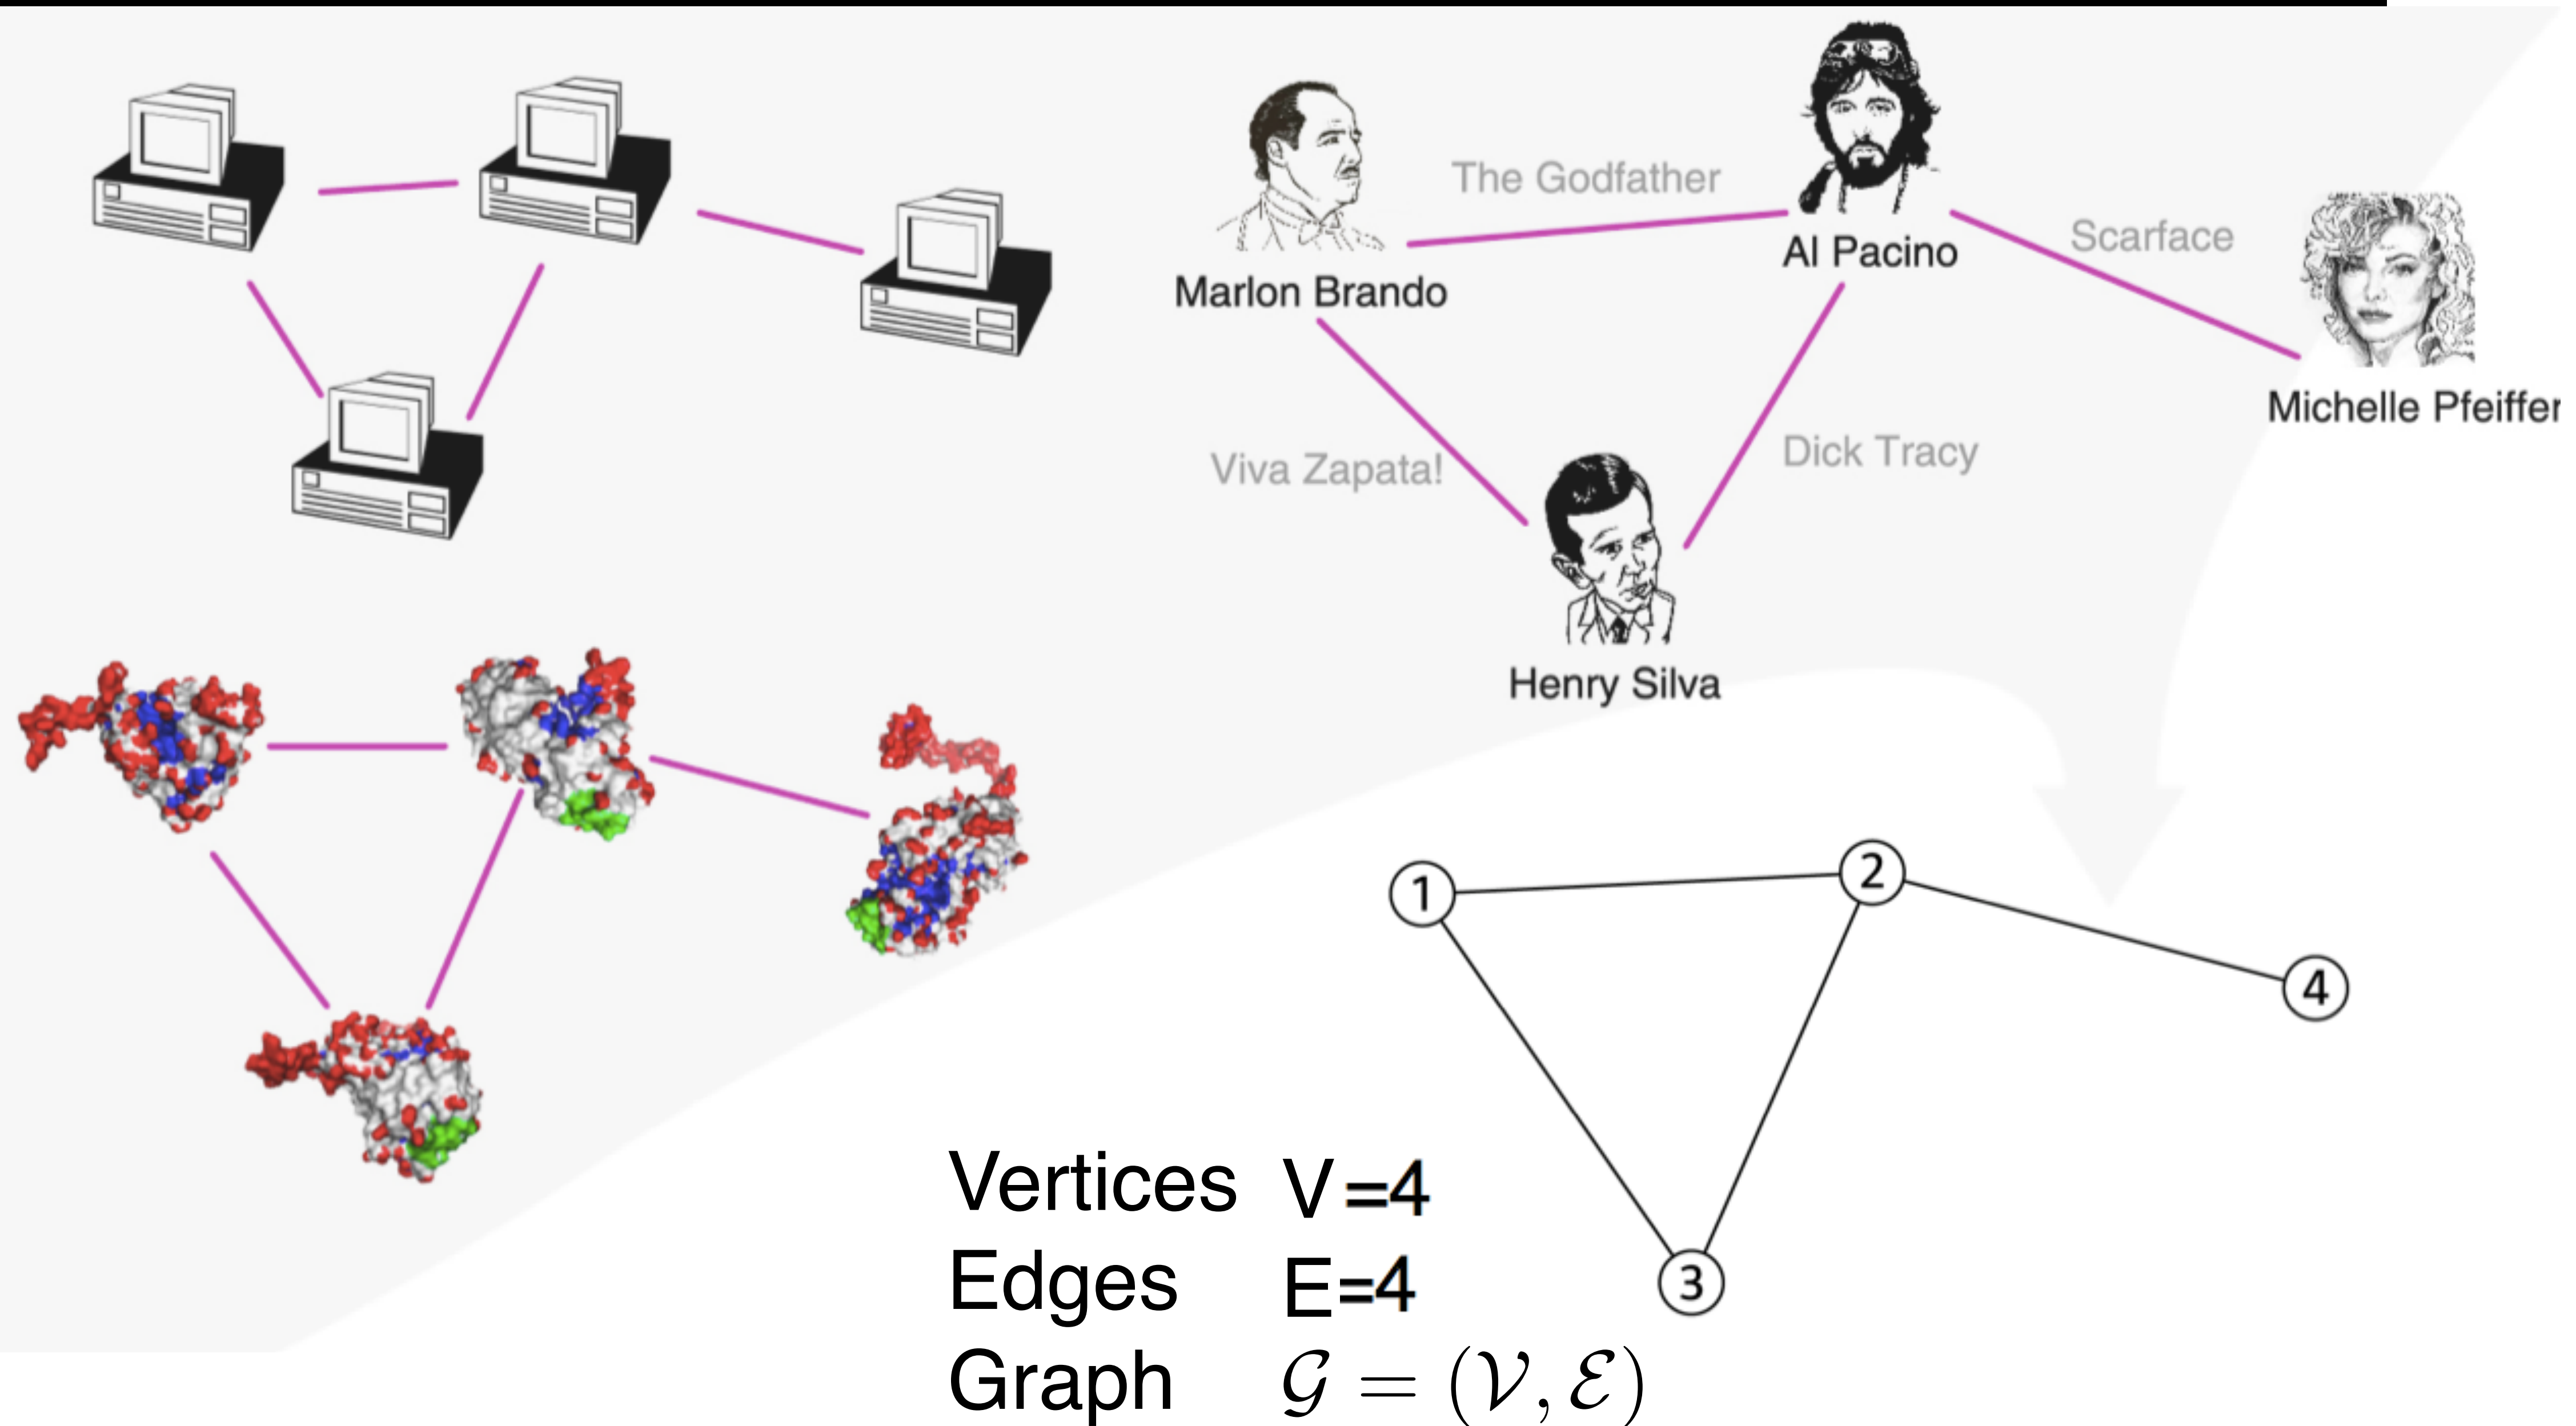 The Godfather
Scarface
Marlon Brando
Al Pacino
Michelle Pfeiffer
Viva Zapata!
Dick Tracy
Henry Silva
1
2
4
3
Vertices V=4
Edges E=4
Graph 𝒢 = (𝒱, ℰ)